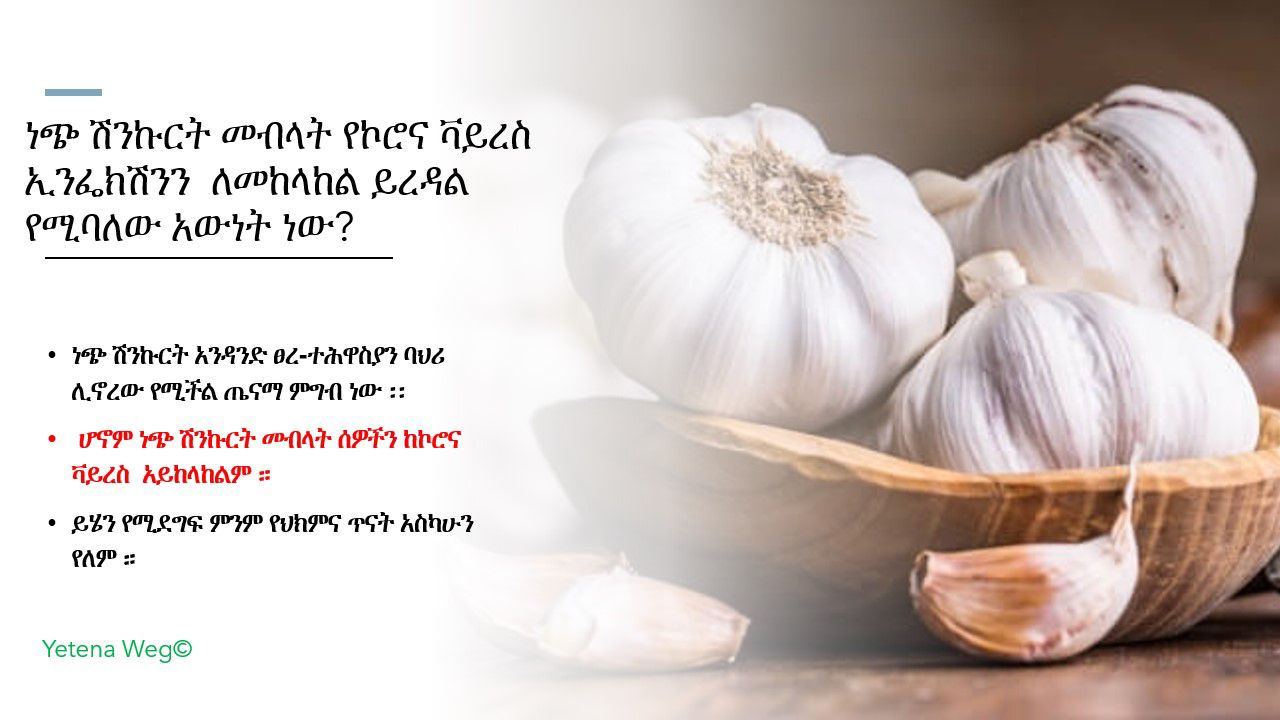 ነጭ ሽንኩርት መብላት የኮሮና ቫይረስ
ኢንፌክሽንን ለመከላከል ይረዳል
የሚባለው እውነት ነው?
• ነጭ ሽንኩርት አንዳንድ ፀረ-ተሕዋስያን ባህሪ
ሊኖረው የሚችል ጤናማ ምግብ ነው ፡፡
• ሆኖም ነጭ ሽንኩርት መብላት ሰዎችን ከኮሮና
ቫይረስ አይከላከልም ።
• ይሄን የሚደግፍ ምንም የህክምና ጥናት እስካሁን
የለም ።
Yetena Weg©